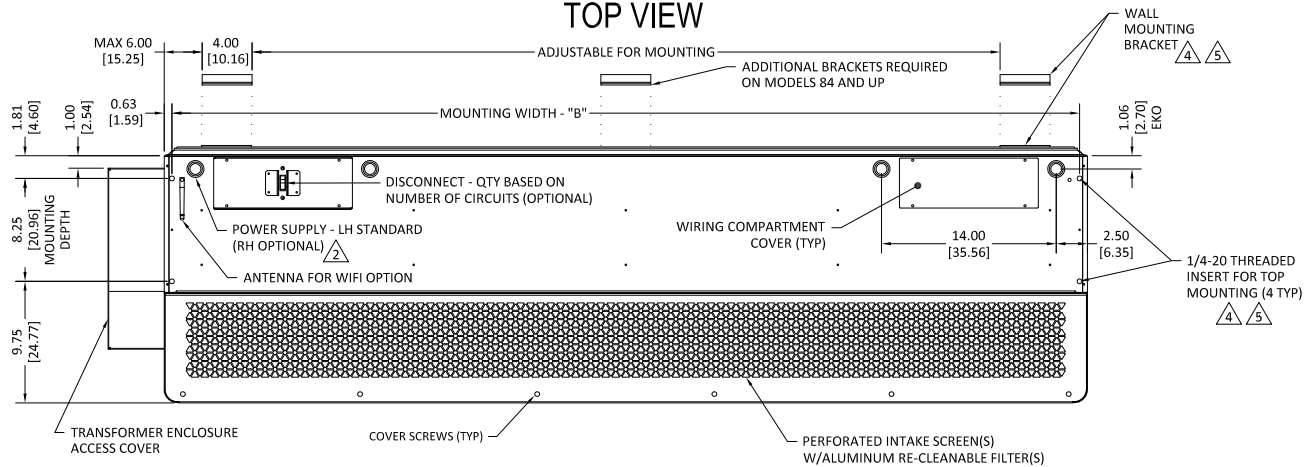 TOP VIEW
MAX 6.00
[15.25]
4.00
[10.16]
ADJUSTABLE FOR MOUNTING
WALL
MOUNTING
BRACKET 4 5
ADDITIONAL BRACKETS REQUIRED
ON MODELS 84 AND UP
1.81
[4.60]
1.00
[2.54]
0.63
[1.59]
MOUNTING WIDTH - "B"
1.06
[2.70]
EKO
DISCONNECT - QTY BASED ON
NUMBER OF CIRCUITS (OPTIONAL)
8.25
[20.96]
MOUNTING
DEPTH
POWER SUPPLY - LH STANDARD
(RH OPTIONAL) 2
WIRING COMPARTMENT
COVER (TYP)
14.00
[35.56]
2.50
[6.35]
ANTENNA FOR WIFI OPTION
1/4-20 THREADED
INSERT FOR TOP
MOUNTING (4 TYP)
4 5
9.75
[24.77]
TRANSFORMER ENCLOSURE
ACCESS COVER
COVER SCREWS (TYP)
PERFORATED INTAKE SCREEN(S)
W/ALUMINUM RE-CLEANABLE FILTER(S)